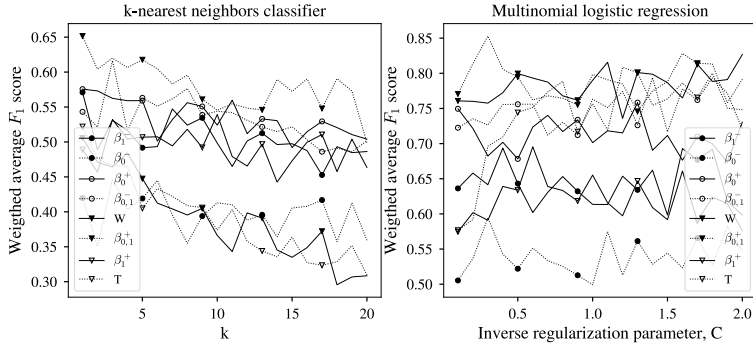 k-nearest neighbors classifier
Weigthed average F₁ score
0.65
0.60
0.55
0.50
0.45
0.40
0.35
0.30
β₁⁻
β₀⁻
β₀⁺
β₀,₁⁻
W
β₀,₁⁺
β₁⁺
T
5
10
15
20
k
Multinomial logistic regression
Weigthed average F₁ score
0.85
0.80
0.75
0.70
0.65
0.60
0.55
0.50
β₁⁻
β₀⁻
β₀⁺
β₀,₁⁻
W
β₀,₁⁺
β₁⁺
T
0.5
1.0
1.5
2.0
Inverse regularization parameter, C